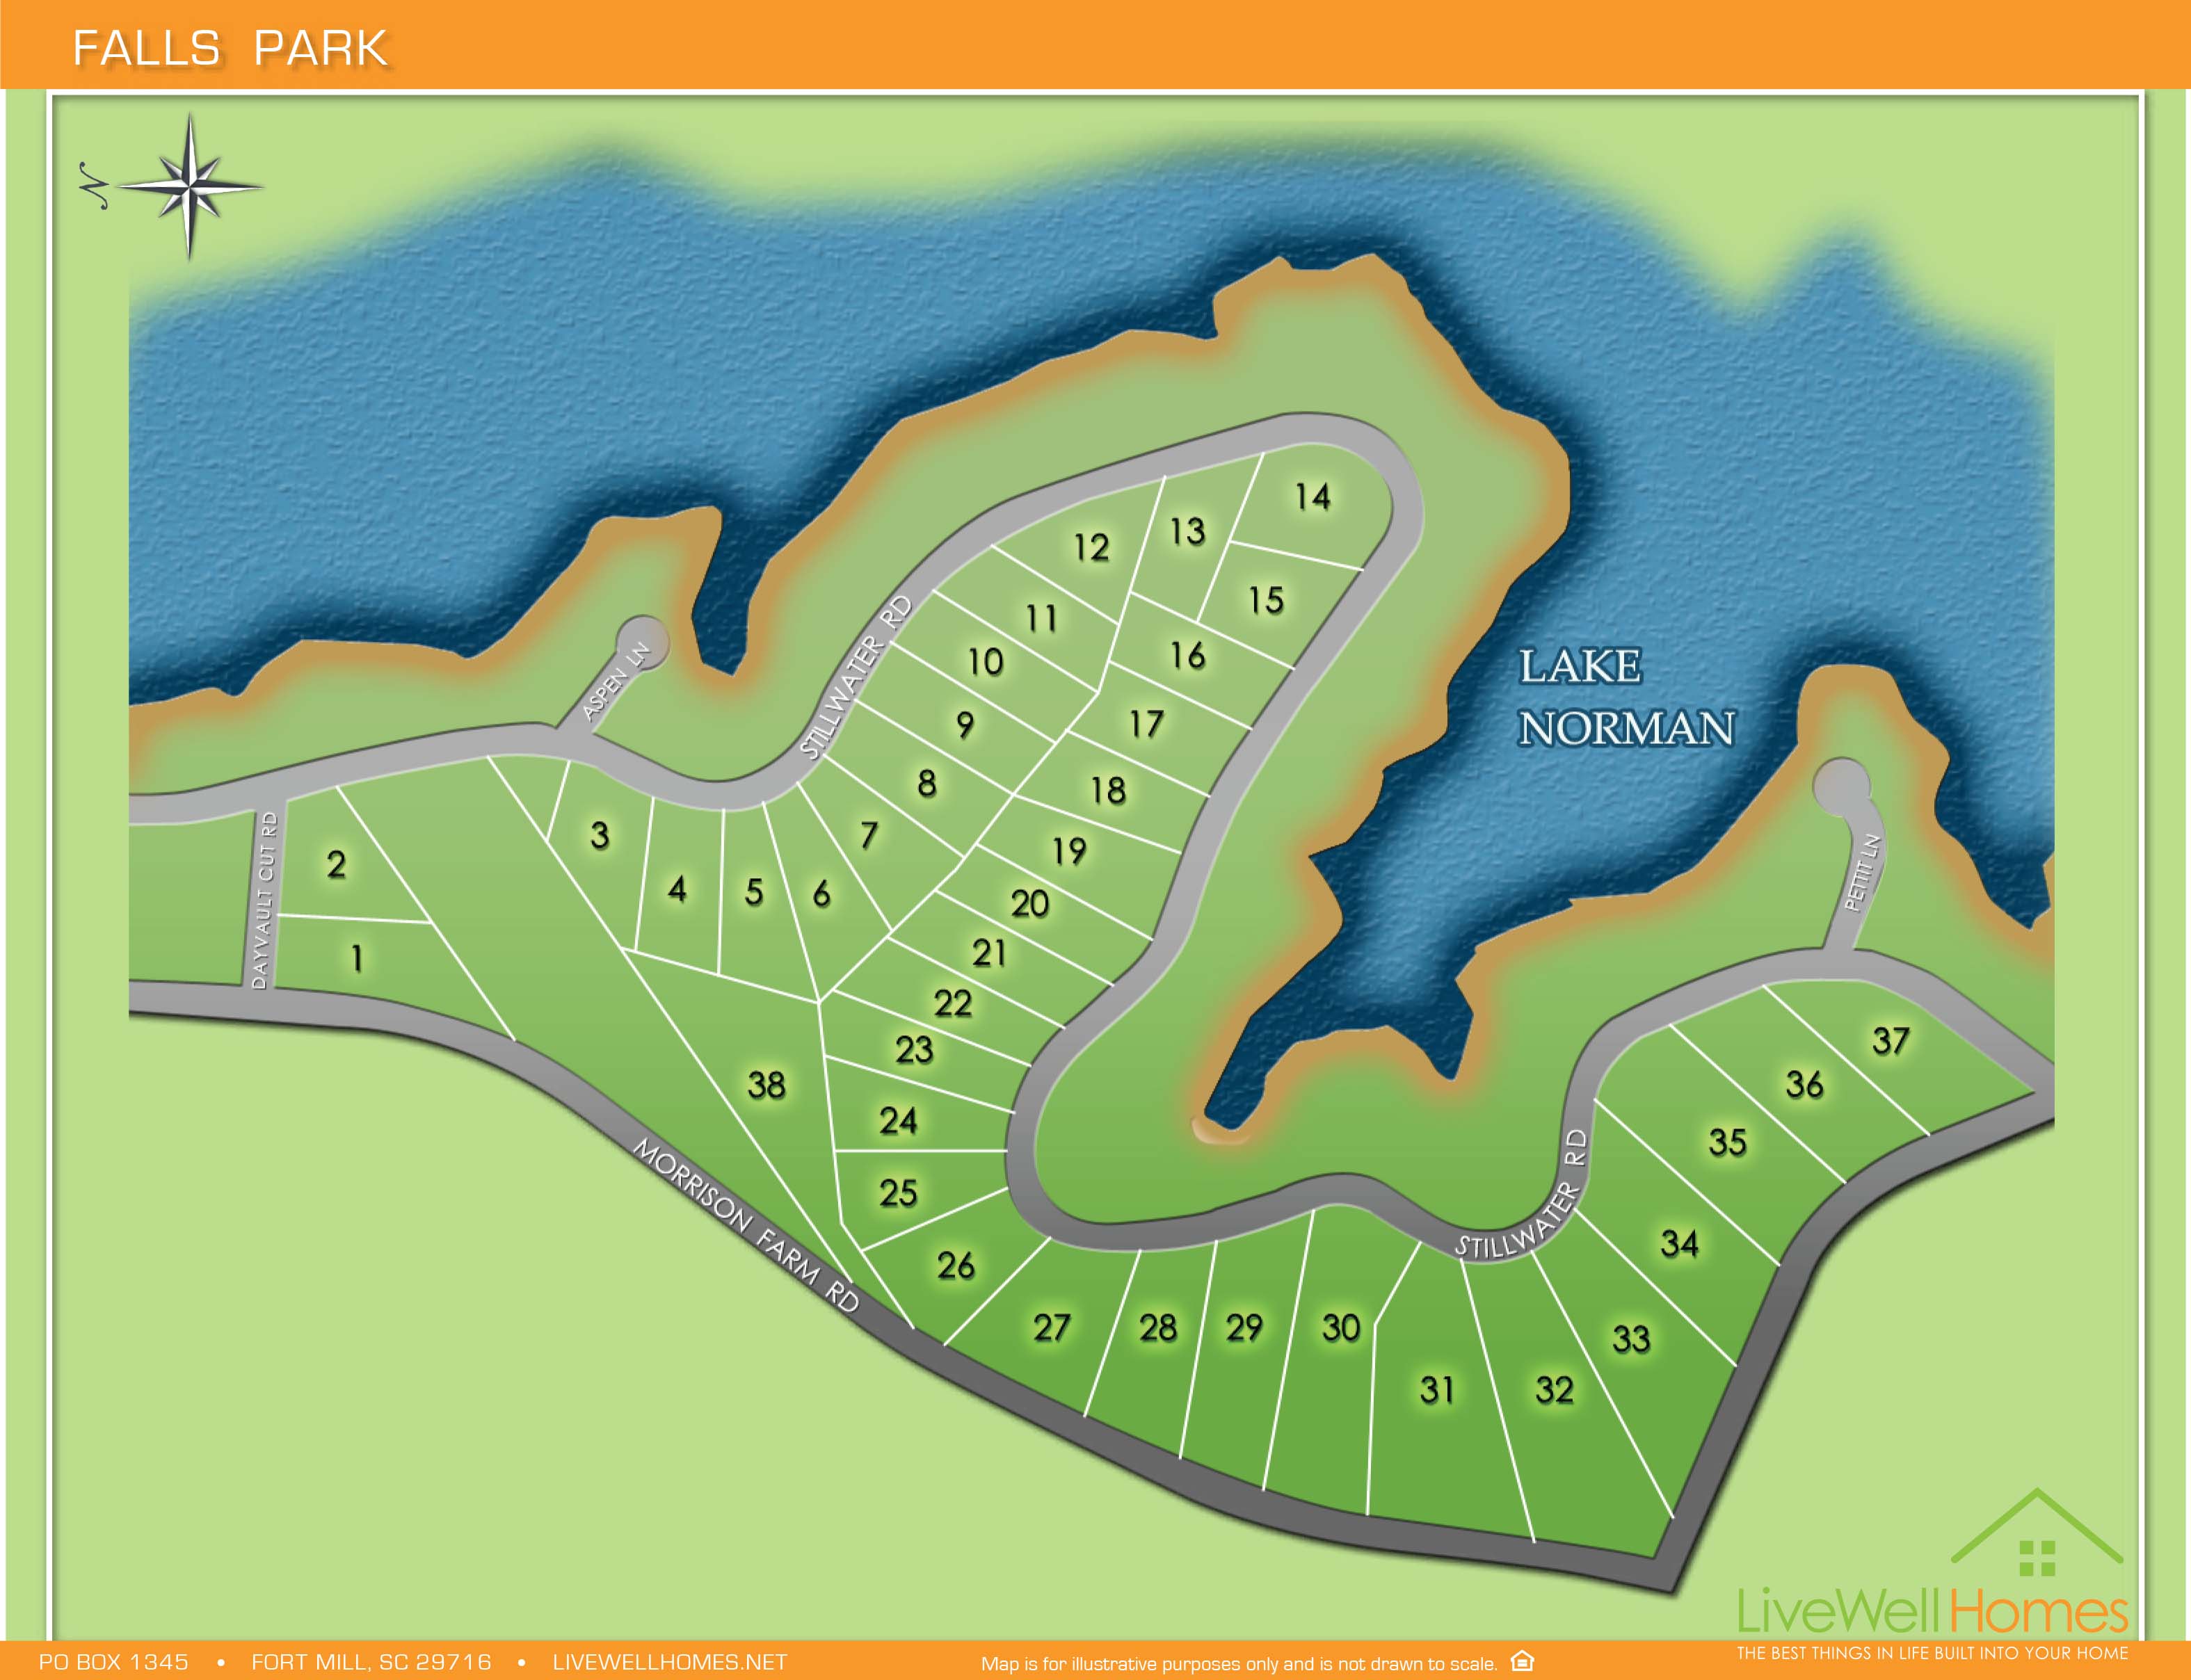 FALLS PARK
N
14
13
12
15
STILLWATER RD
11
16
10
ASPEN LN
LAKE
NORMAN
17
9
8
18
3
7
19
2
DAYVAULT CUT RD
4
5
6
20
PETITT LN
21
1
22
37
23
38
36
24
35
MORRISON FARM RD
25
STILLWATER RD
34
26
27
28
29
30
33
31
32
LiveWellHomes
THE BEST THINGS IN LIFE BUILT INTO YOUR HOME
PO BOX 1345 • FORT MILL, SC 29716 • LIVEWELLHOMES.NET
Map is for illustrative purposes only and is not drawn to scale.